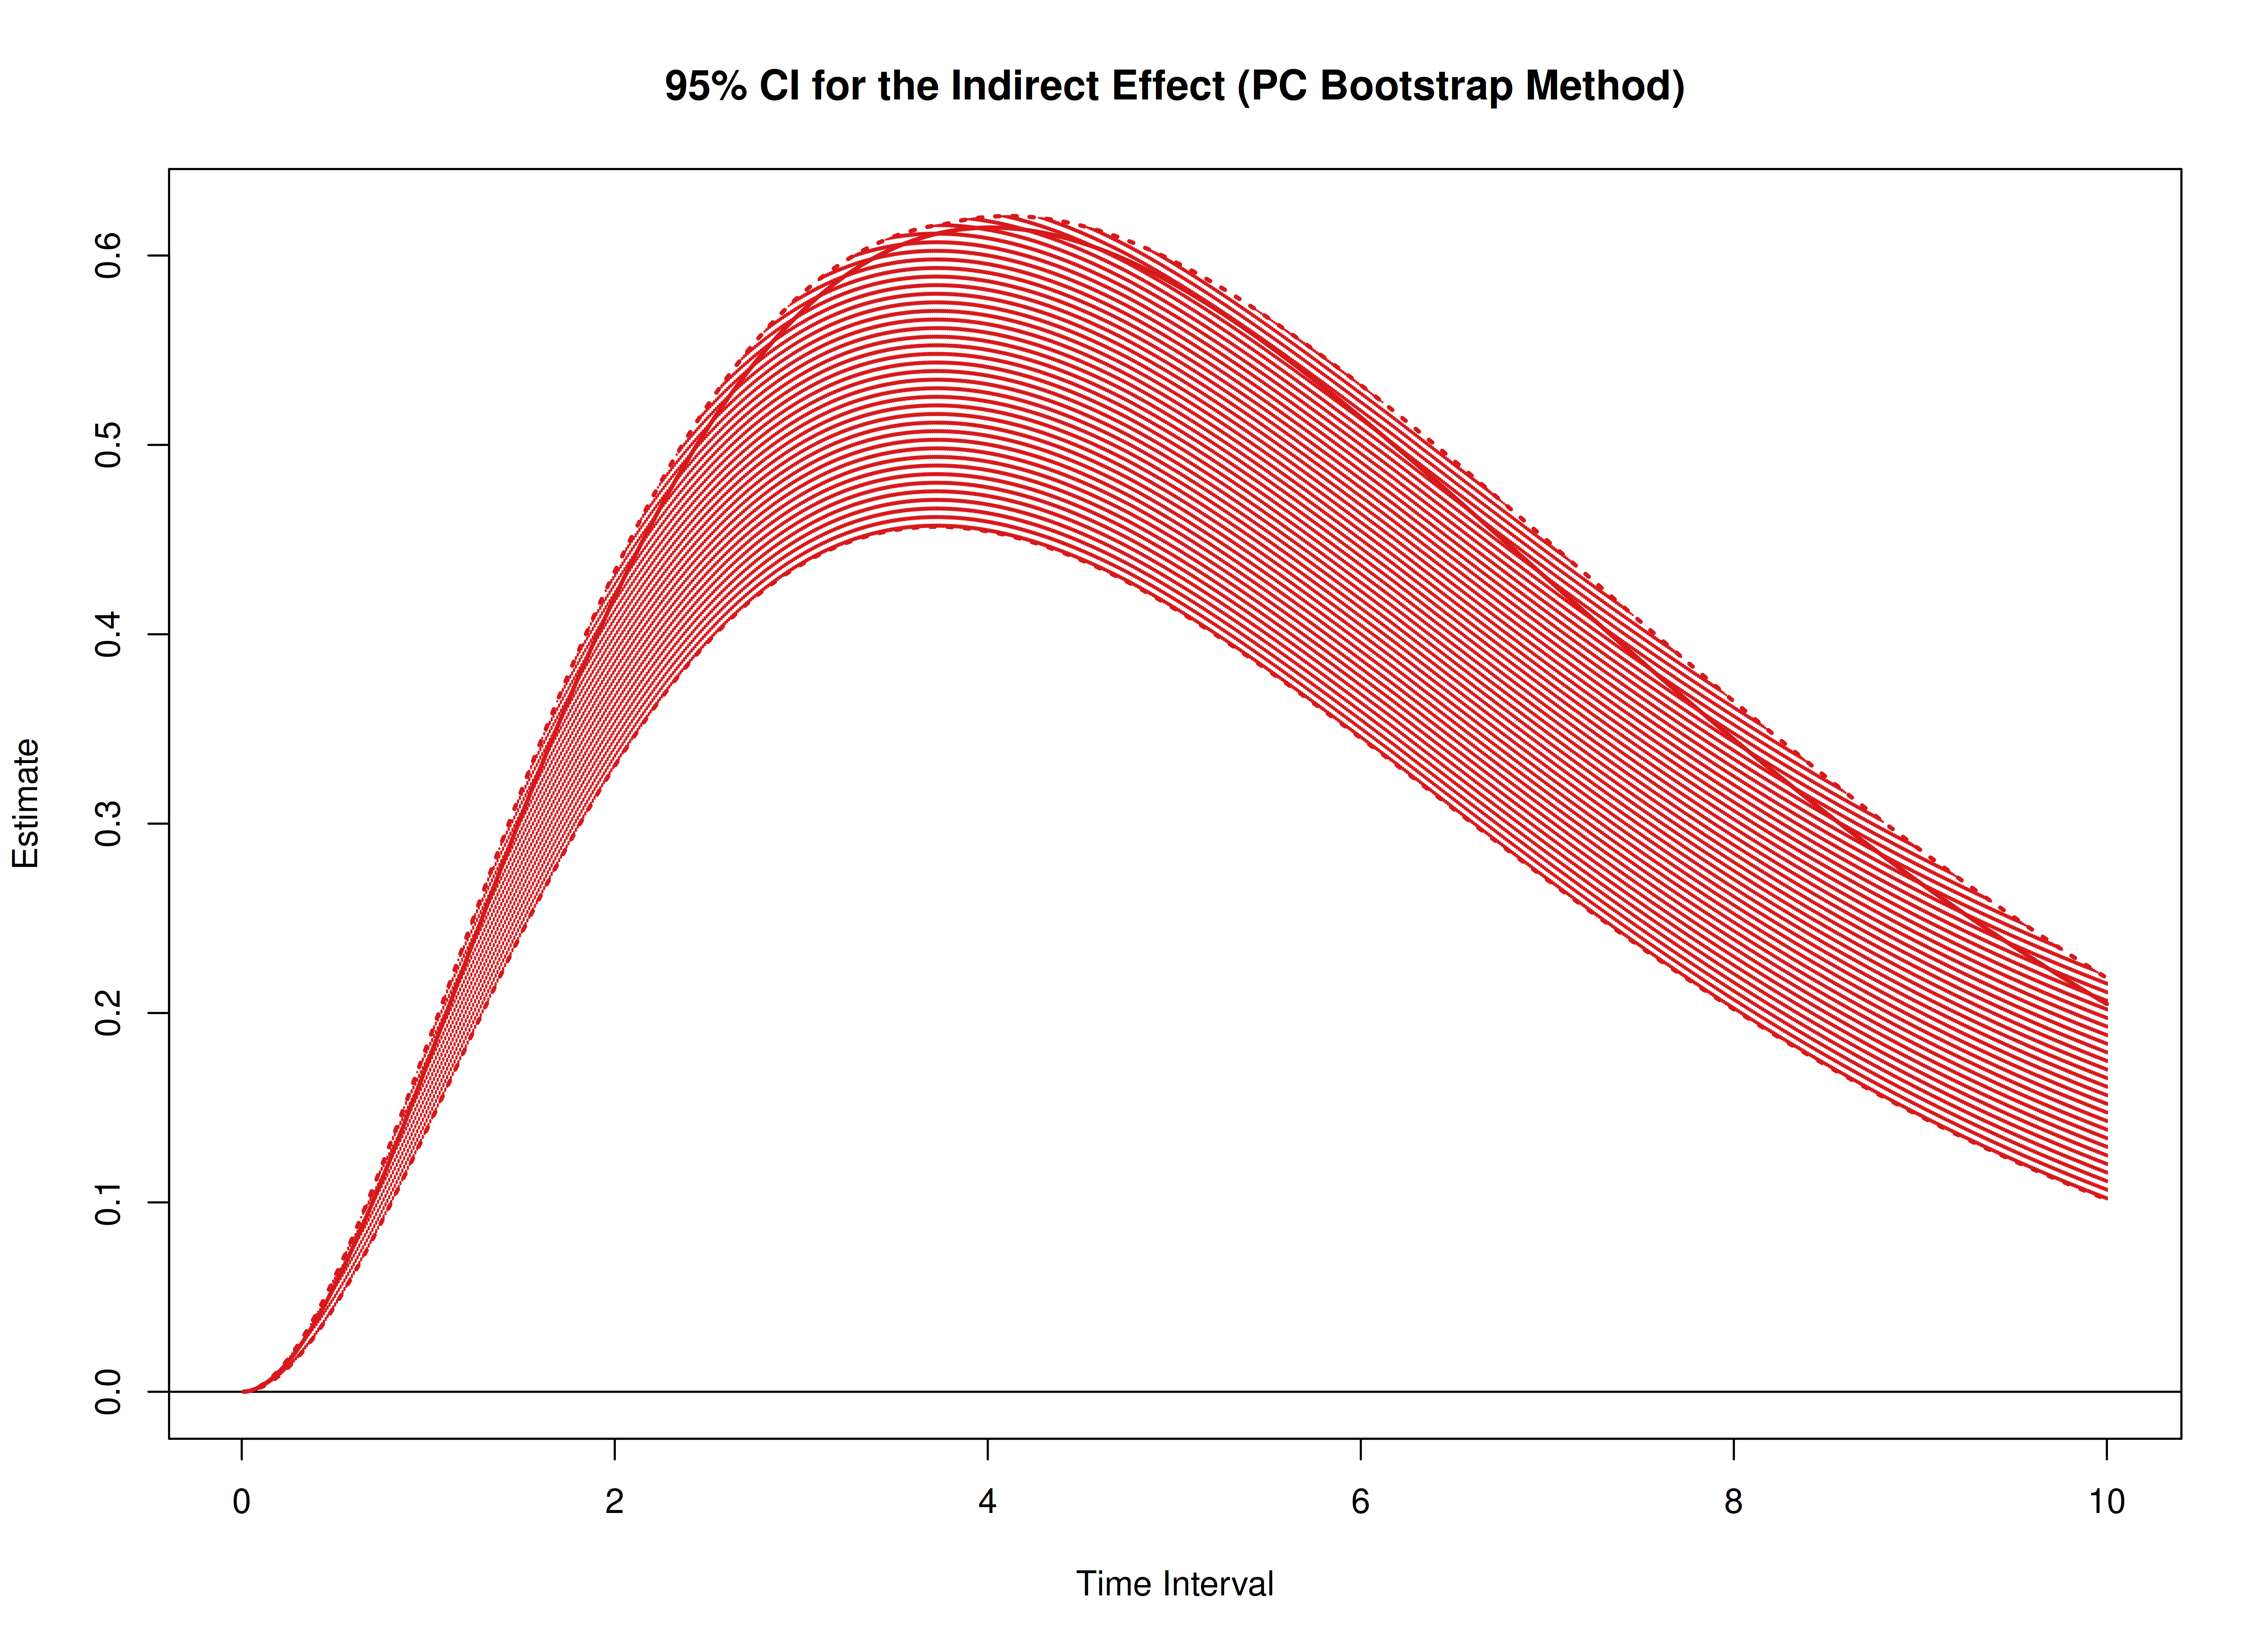 95% CI for the Indirect Effect (PC Bootstrap Method)
Estimate
0.6
0.5
0.4
0.3
0.2
0.1
0.0
0 2 4 6 8 10
Time Interval